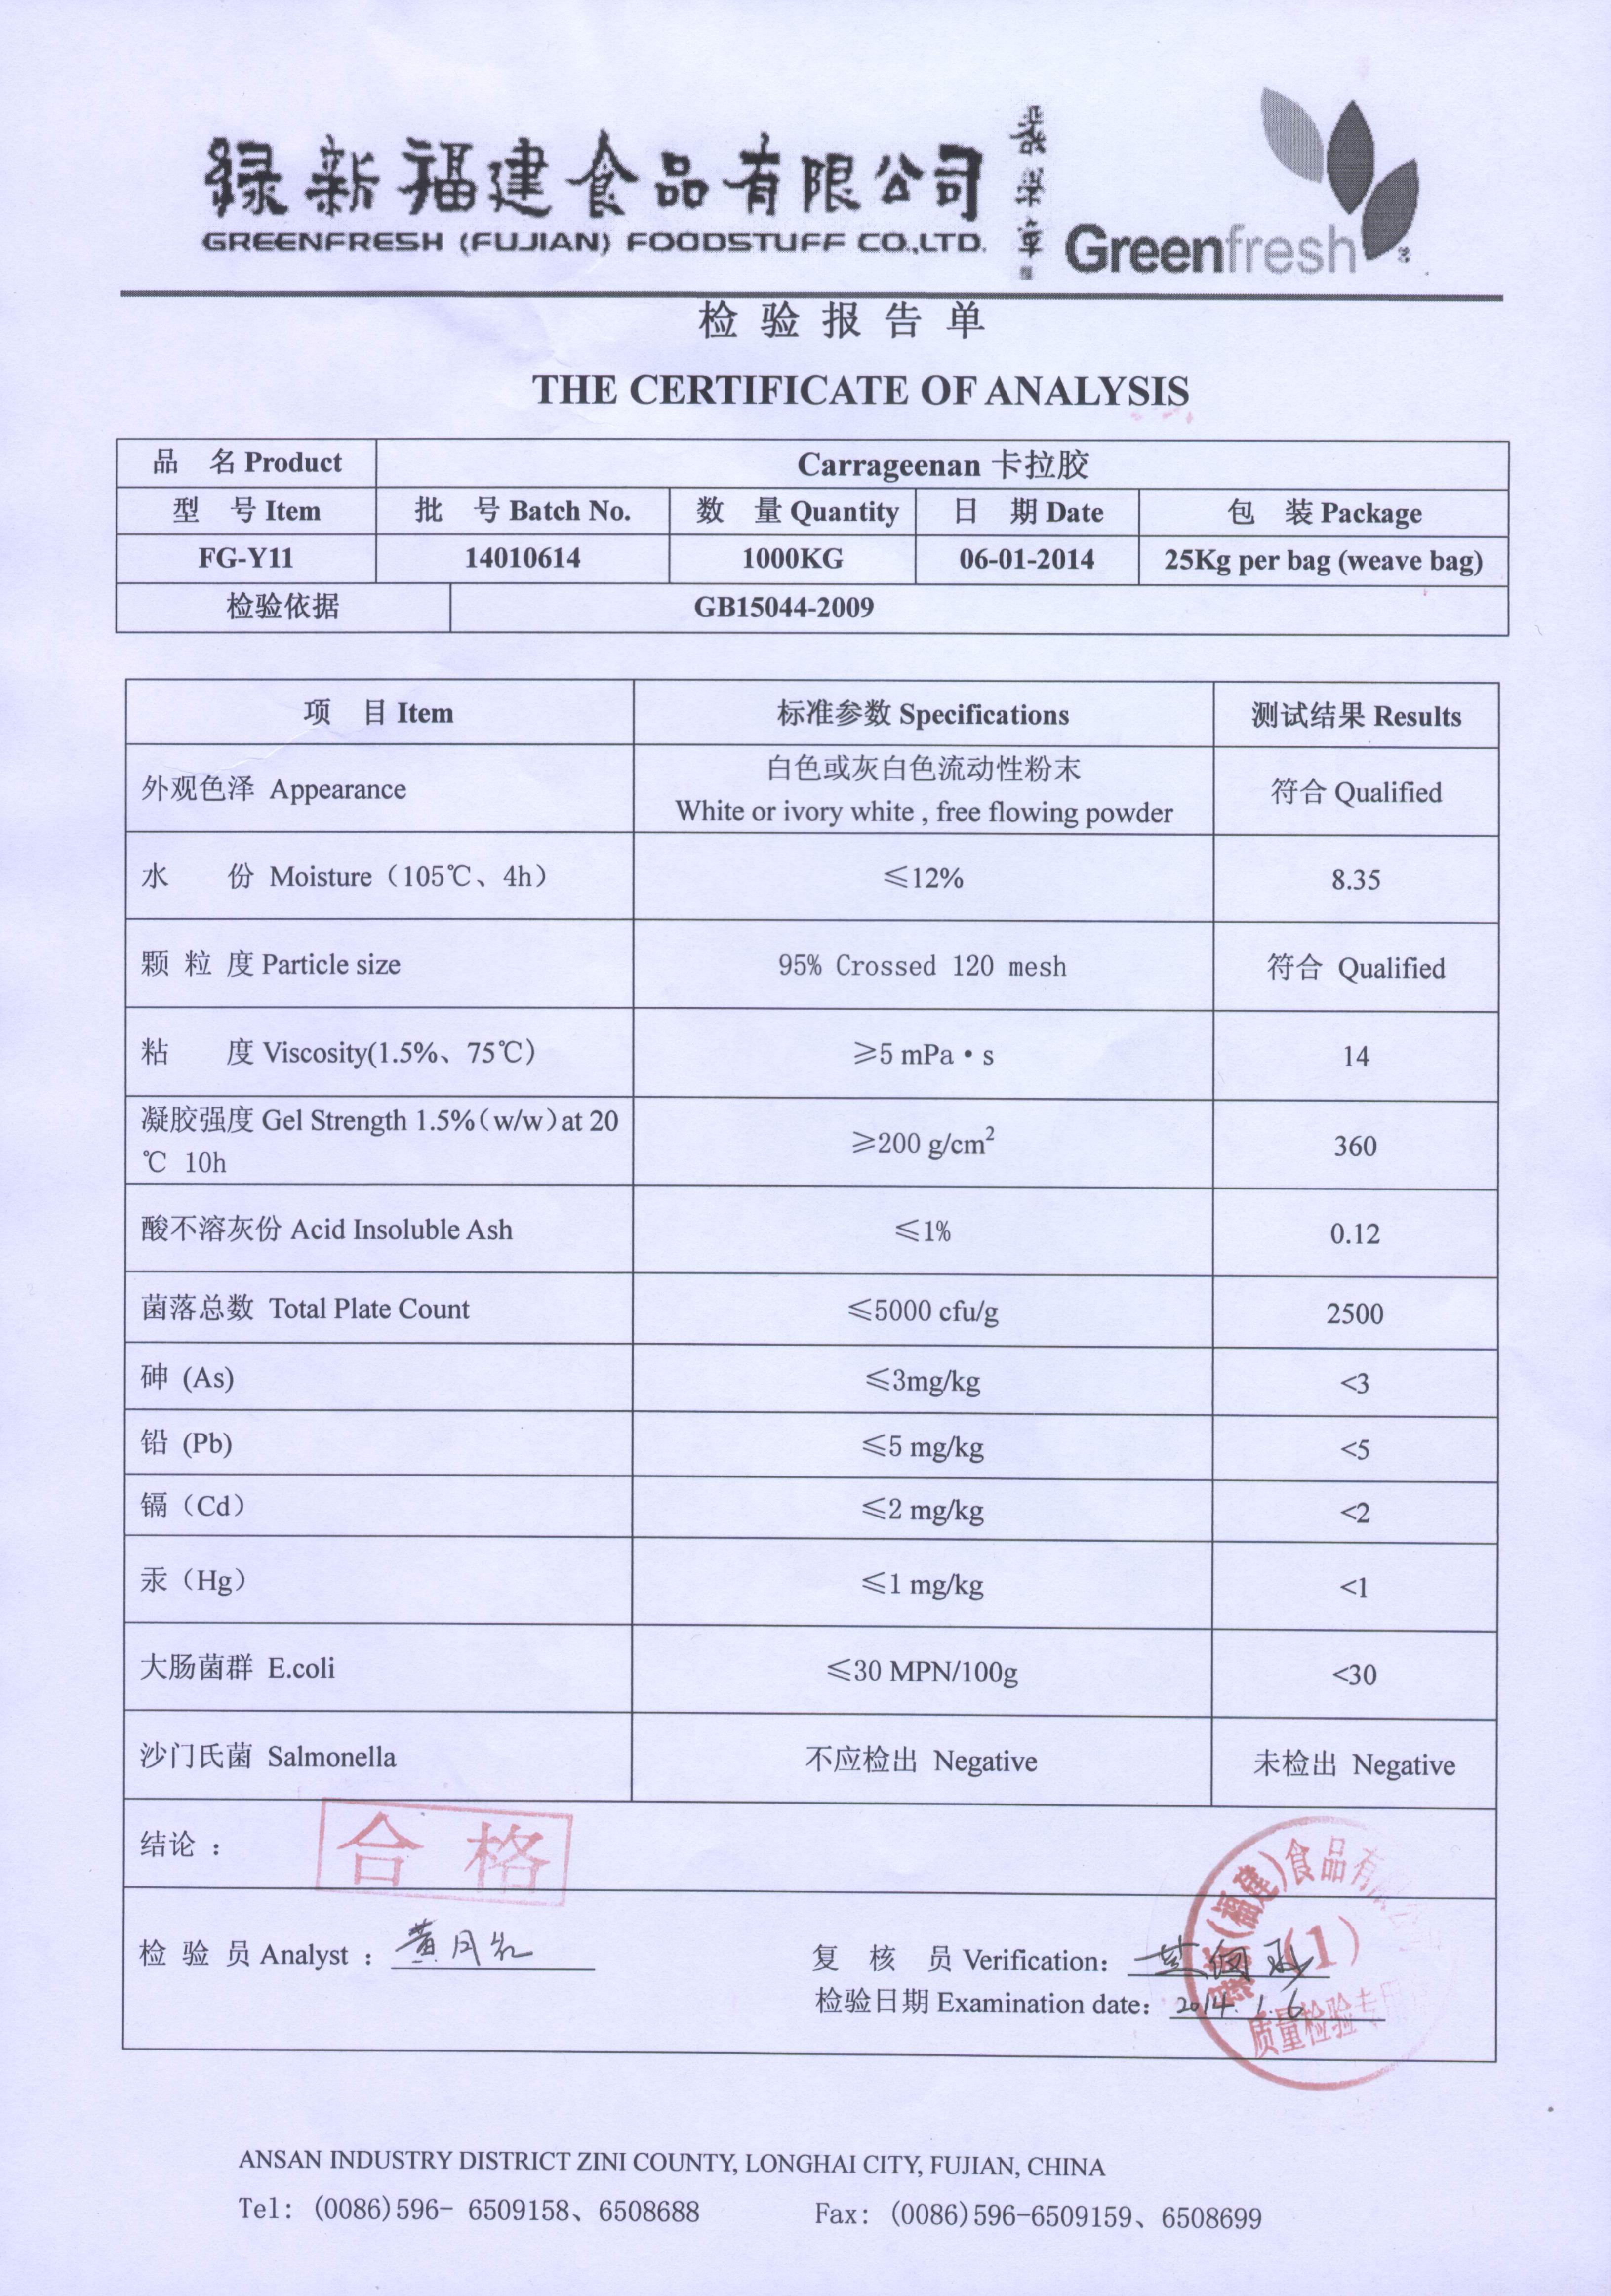 绿新福建食品有限公司
GREENFRESH (FUJIAN) FOODSTUFF CO.,LTD.
Greenfresh
检验报告单
THE CERTIFICATE OF ANALYSIS
品 名 Product Carrageenan 卡拉胶
型 号 Item 批 号 Batch No. 数 量 Quantity 日 期 Date 包 装 Package
FG-Y11 14010614 1000KG 06-01-2014 25Kg per bag (weave bag)
检验依据 GB15044-2009
项 目 Item 标准参数 Specifications 测试结果 Results
外观色泽 Appearance 白色或灰白色流动性粉末 White or ivory white , free flowing powder 符合 Qualified
水 份 Moisture（105℃、4h） ≤12% 8.35
颗 粒 度 Particle size 95% Crossed 120 mesh 符合 Qualified
粘 度 Viscosity(1.5%、75℃) ≥5 mPa·s 14
凝胶强度 Gel Strength 1.5%(w/w)at 20 ℃ 10h ≥200 g/cm² 360
酸不溶灰份 Acid Insoluble Ash ≤1% 0.12
菌落总数 Total Plate Count ≤5000 cfu/g 2500
砷 (As) ≤3mg/kg <3
铅 (Pb) ≤5 mg/kg <5
镉（Cd） ≤2 mg/kg <2
汞（Hg） ≤1 mg/kg <1
大肠菌群 E.coli ≤30 MPN/100g <30
沙门氏菌 Salmonella 不应检出 Negative 未检出 Negative
结论 ： 合格
检 验 员 Analyst ： 黄月
复 核 员 Verification：
检验日期 Examination date： 2014.1.6
(福建)食品有
(1)
质量检验专用
ANSAN INDUSTRY DISTRICT ZINI COUNTY, LONGHAI CITY, FUJIAN, CHINA
Tel: (0086)596- 6509158、6508688 Fax: (0086)596-6509159、6508699